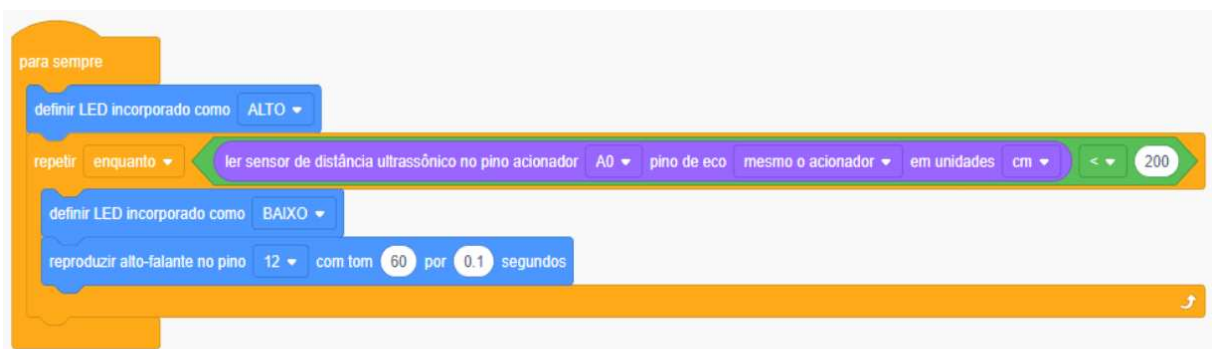 para sempre
definir LED incorporado como ALTO
repetir enquanto ler sensor de distância ultrassônico no pino acionador A0 pino de eco mesmo o acionador em unidades cm < 200
definir LED incorporado como BAIXO
reproduzir alto-falante no pino 12 com tom 60 por 0.1 segundos